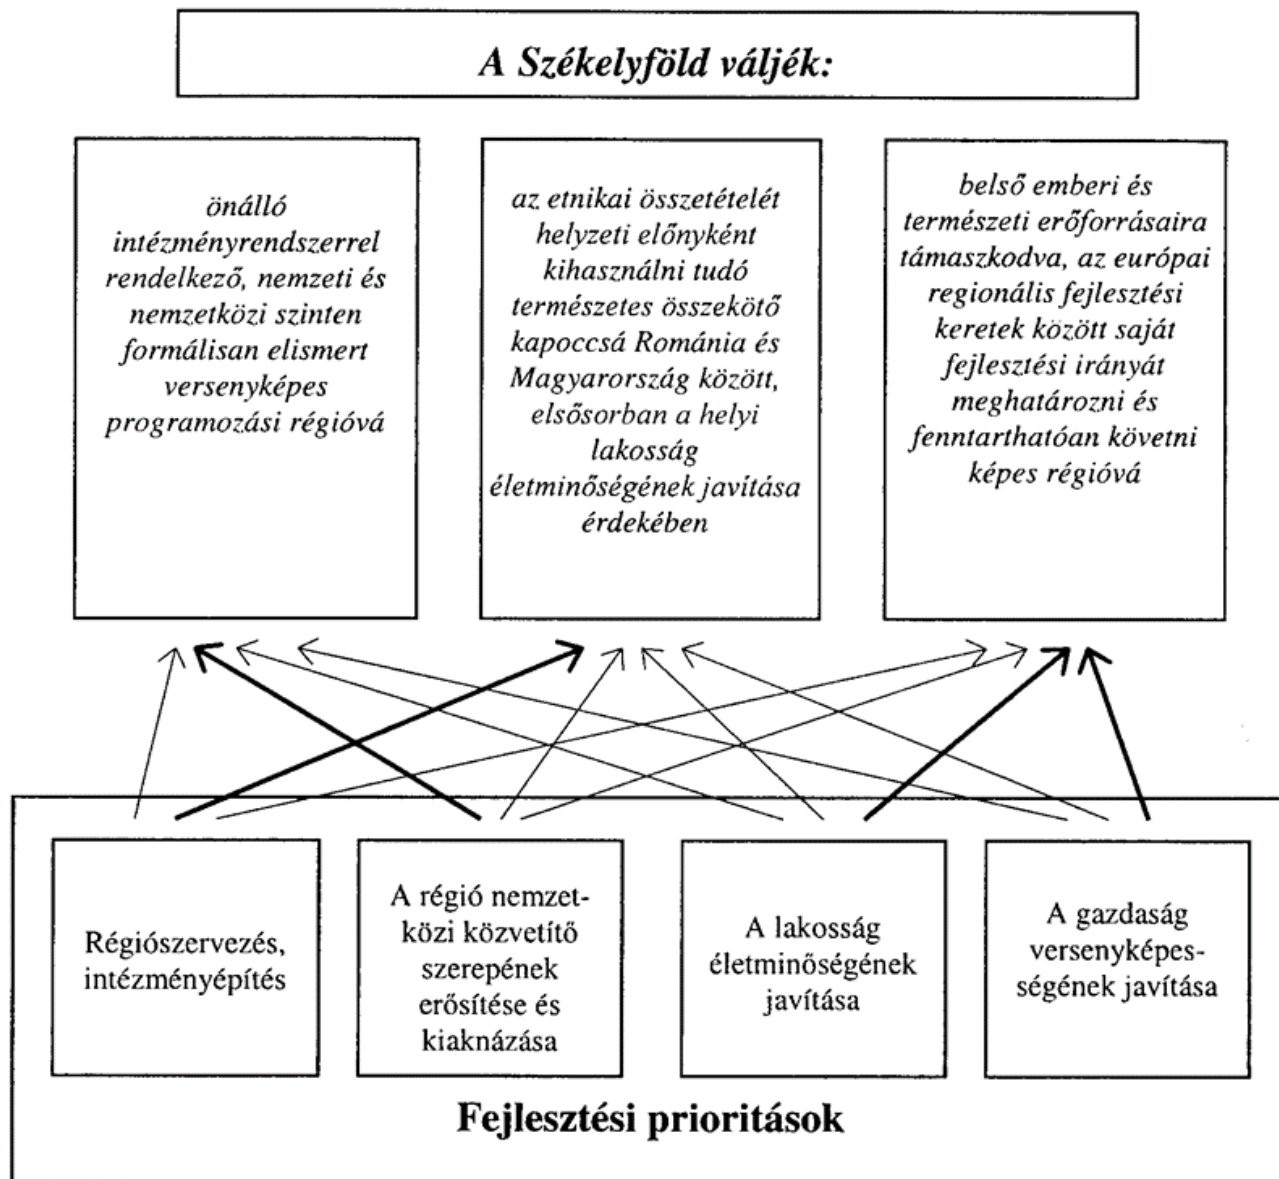 A Székelyföld váljék:
önálló
intézményrendszerrel
rendelkező, nemzeti és
nemzetközi szinten
formálisan elismert
versenyképes
programozási régióvá
az etnikai összetételét
helyzeti előnyként
kihasználni tudó
természetes összekötő
kapoccsá Románia és
Magyarország között,
elsősorban a helyi
lakosság
életminőségének javítása
érdekében
belső emberi és
természeti erőforrásaira
támaszkodva, az európai
regionális fejlesztési
keretek között saját
fejlesztési irányát
meghatározni és
fenntarthatóan követni
képes régióvá
Régiószervezés,
intézményépítés
A régió nemzet-
közi közvetítő
szerepének
erősítése és
kiaknázása
A lakosság
életminőségének
javítása
A gazdaság
versenyképes-
ségének javítása
Fejlesztési prioritások